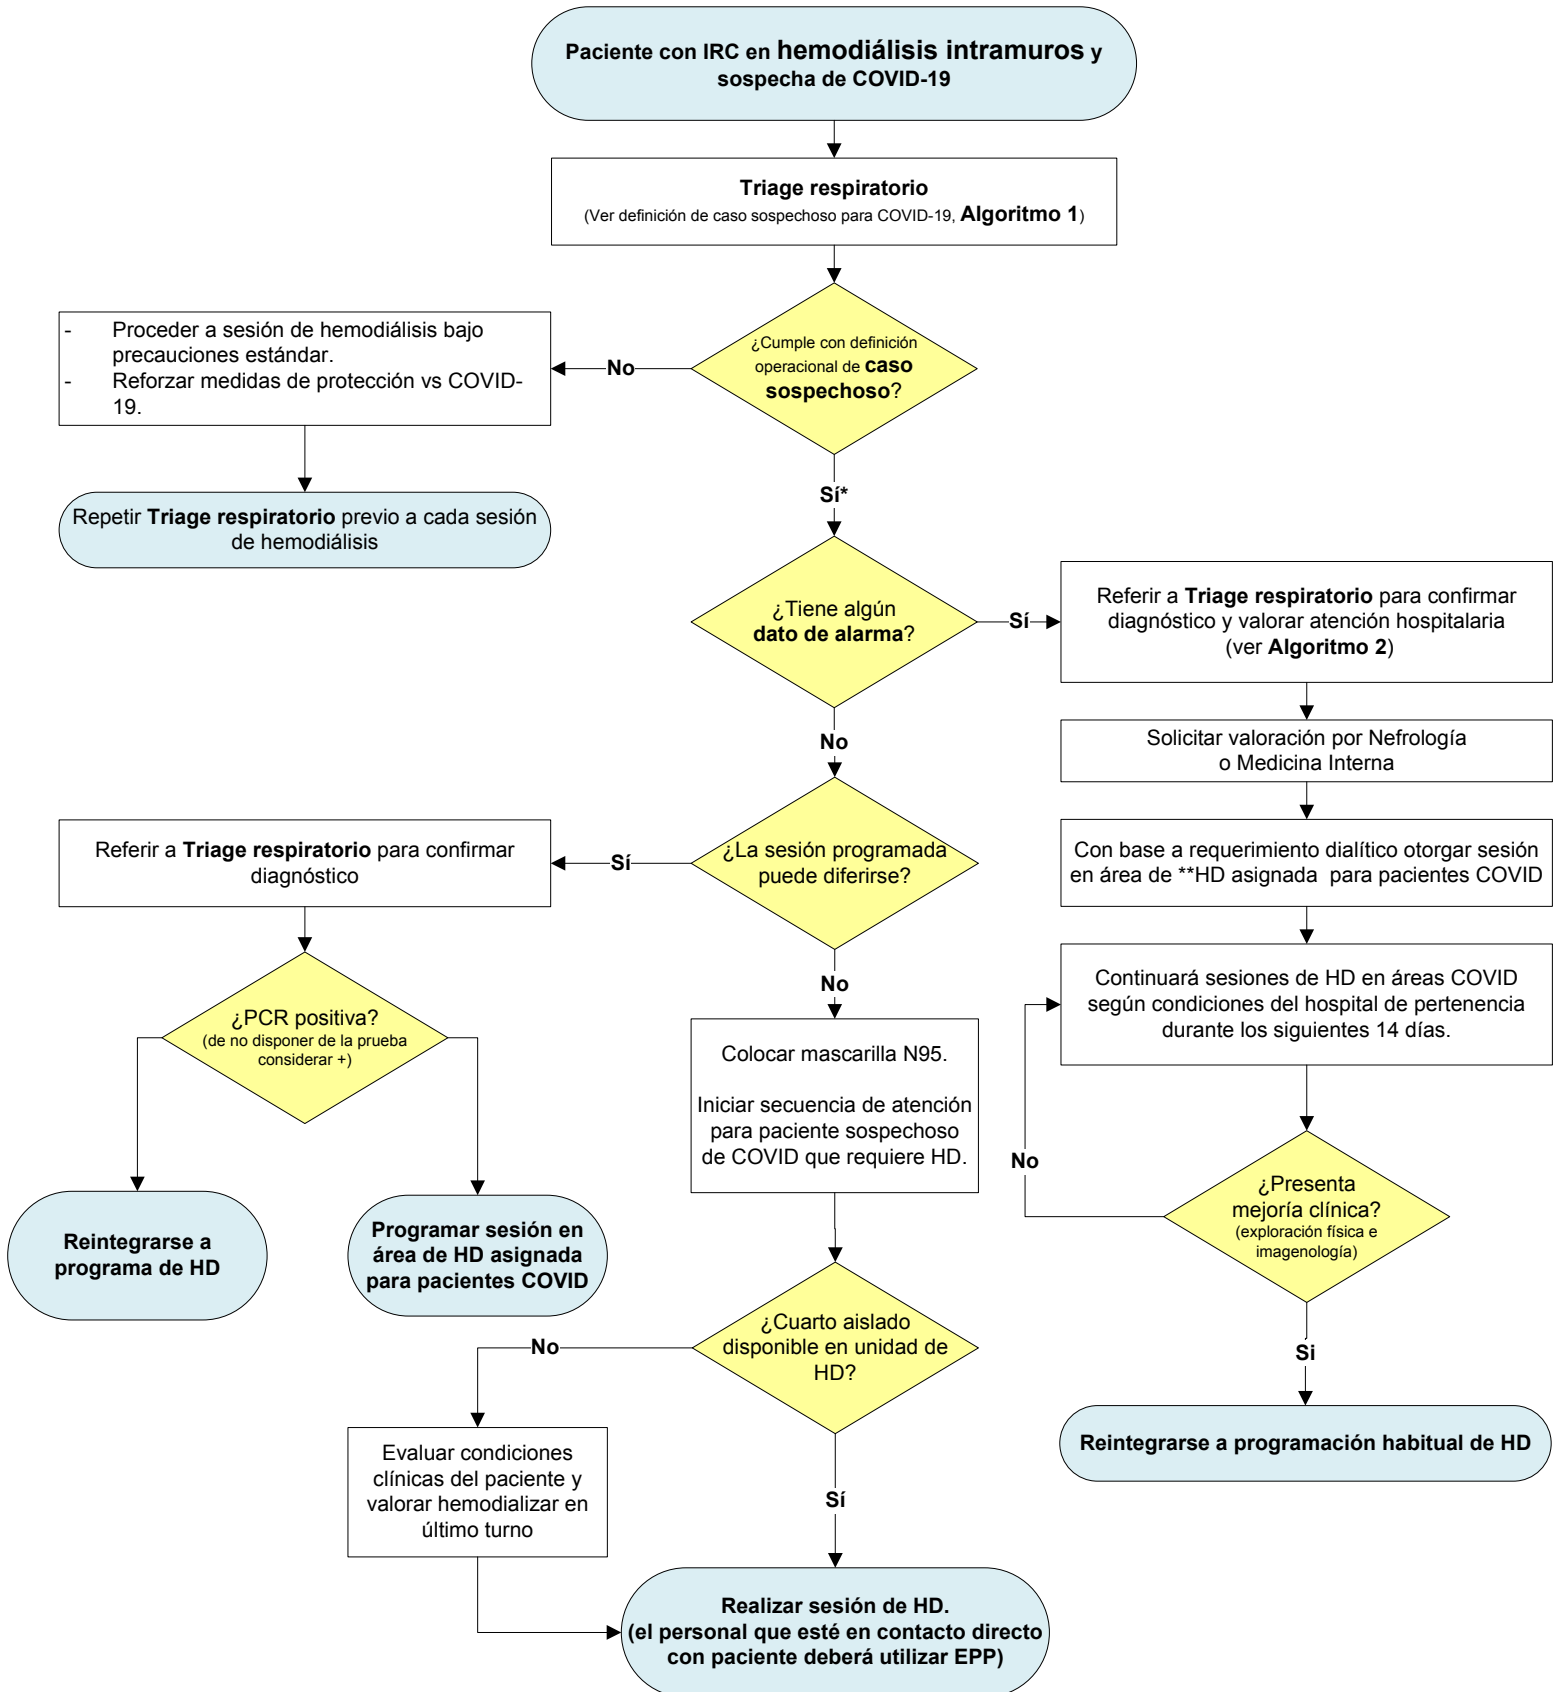 Paciente con IRC en hemodiálisis intramuros y
sospecha de COVID-19
Triage respiratorio
(Ver definición de caso sospechoso para COVID-19, Algoritmo 1)
¿Cumple con definición
operacional de caso
sospechoso?
No
- Proceder a sesión de hemodiálisis bajo
precauciones estándar.
- Reforzar medidas de protección vs COVID-
19.
Repetir Triage respiratorio previo a cada sesión
de hemodiálisis
Sí*
¿Tiene algún
dato de alarma?
Sí
Referir a Triage respiratorio para confirmar
diagnóstico y valorar atención hospitalaria
(ver Algoritmo 2)
Solicitar valoración por Nefrología
o Medicina Interna
Con base a requerimiento dialítico otorgar sesión
en área de **HD asignada para pacientes COVID
Continuará sesiones de HD en áreas COVID
según condiciones del hospital de pertenencia
durante los siguientes 14 días.
No
¿Presenta
mejoría clínica?
(exploración física e
imagenología)
Si
Reintegrarse a programación habitual de HD
No
¿La sesión programada
puede diferirse?
Sí
Referir a Triage respiratorio para confirmar
diagnóstico
¿PCR positiva?
(de no disponer de la prueba
considerar +)
Reintegrarse a
programa de HD
Programar sesión en
área de HD asignada
para pacientes COVID
No
Colocar mascarilla N95.
Iniciar secuencia de atención
para paciente sospechoso
de COVID que requiere HD.
¿Cuarto aislado
disponible en unidad de
HD?
No
Evaluar condiciones
clínicas del paciente y
valorar hemodializar en
último turno
Sí
Realizar sesión de HD.
(el personal que esté en contacto directo
con paciente deberá utilizar EPP)